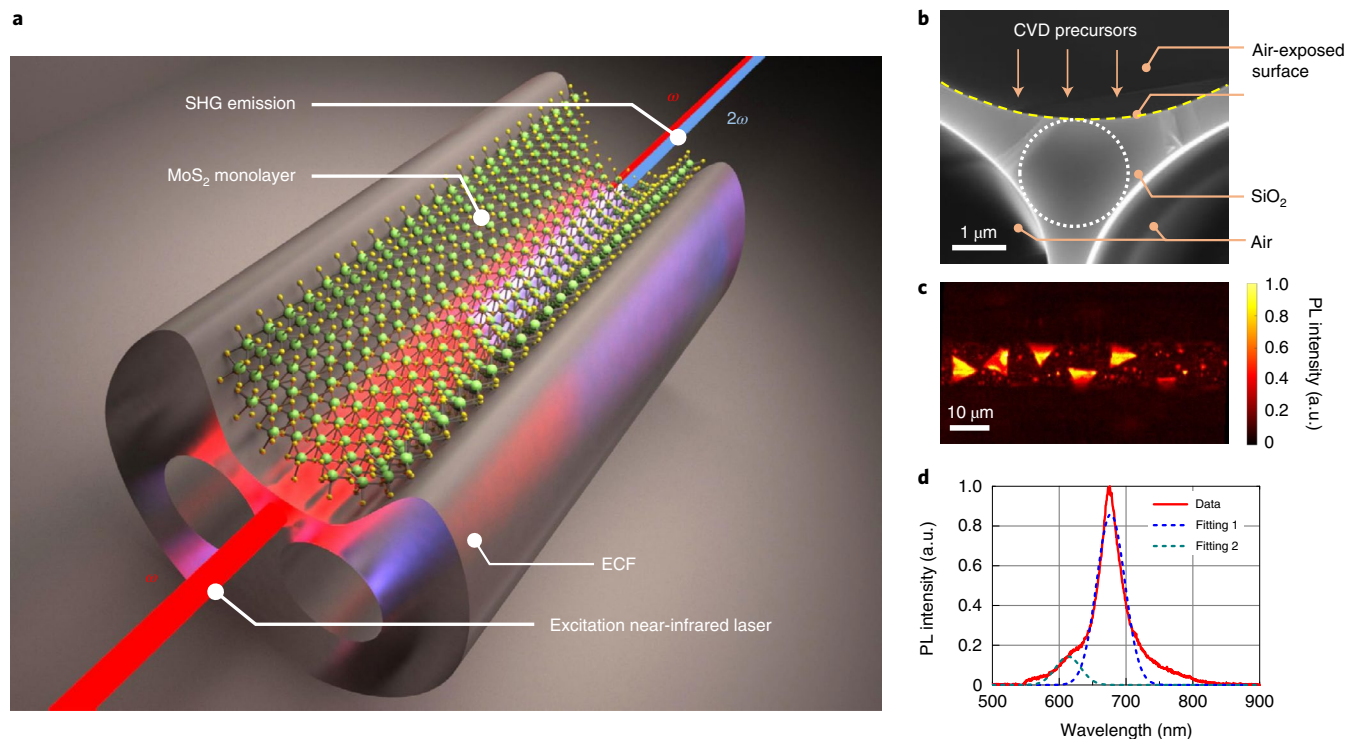 a
SHG emission
MoS₂ monolayer
ω
2ω
ω
ECF
Excitation near-infrared laser
b
CVD precursors
Air-exposed
surface
SiO₂
Air
1 μm
c
10 μm
1.0
0.8
0.6
0.4
0.2
0
PL intensity (a.u.)
d
1.0
0.8
0.6
0.4
0.2
0
PL intensity (a.u.)
Data
Fitting 1
Fitting 2
500 600 700 800 900
Wavelength (nm)